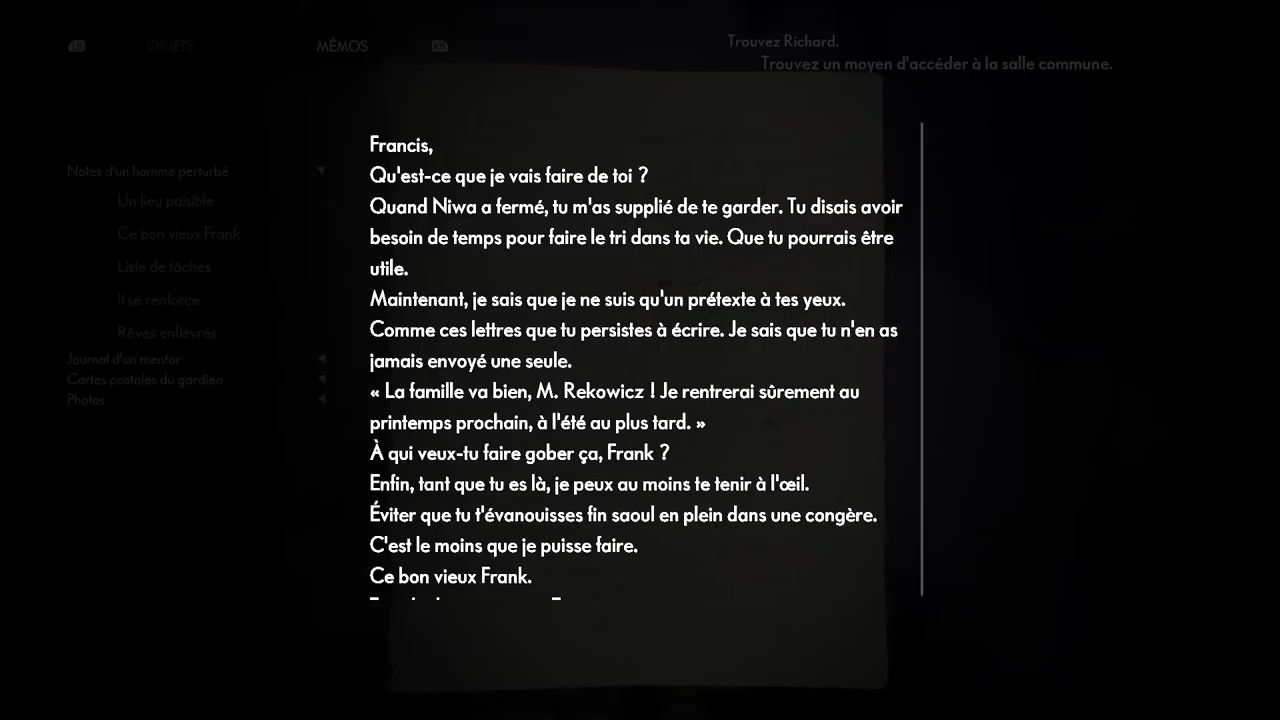 LB OBJETS MÉMOS RB
Trouvez Richard.
Trouvez un moyen d'accéder à la salle commune.
Notes d'un homme perturbé
Un lieu paisible
Ce bon vieux Frank
Liste de tâches
Il se renforce
Rêves enfiévrés
Journal d'un mentor
Cartes postales du gardien
Photos
Francis,
Qu'est-ce que je vais faire de toi ?
Quand Niwa a fermé, tu m'as supplié de te garder. Tu disais avoir
besoin de temps pour faire le tri dans ta vie. Que tu pourrais être
utile.
Maintenant, je sais que je ne suis qu'un prétexte à tes yeux.
Comme ces lettres que tu persistes à écrire. Je sais que tu n'en as
jamais envoyé une seule.
« La famille va bien, M. Rekowicz ! Je rentrerai sûrement au
printemps prochain, à l'été au plus tard. »
À qui veux-tu faire gober ça, Frank ?
Enfin, tant que tu es là, je peux au moins te tenir à l'œil.
Éviter que tu t'évanouisses fin saoul en plein dans une congère.
C'est le moins que je puisse faire.
Ce bon vieux Frank.